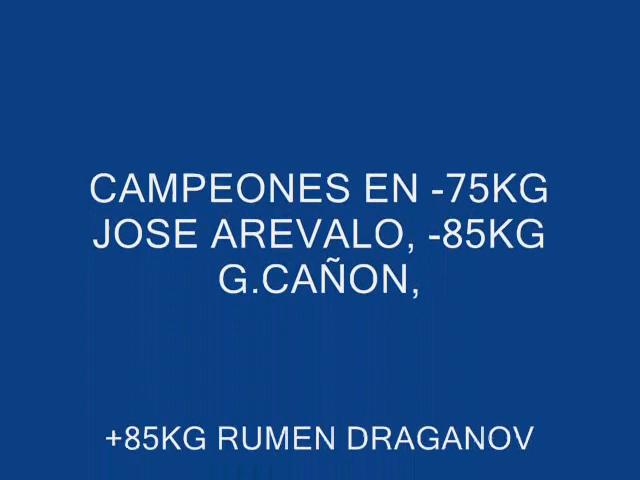 CAMPEONES EN -75KG
JOSE AREVALO, -85KG
G.CAÑON,
+85KG RUMEN DRAGANOV